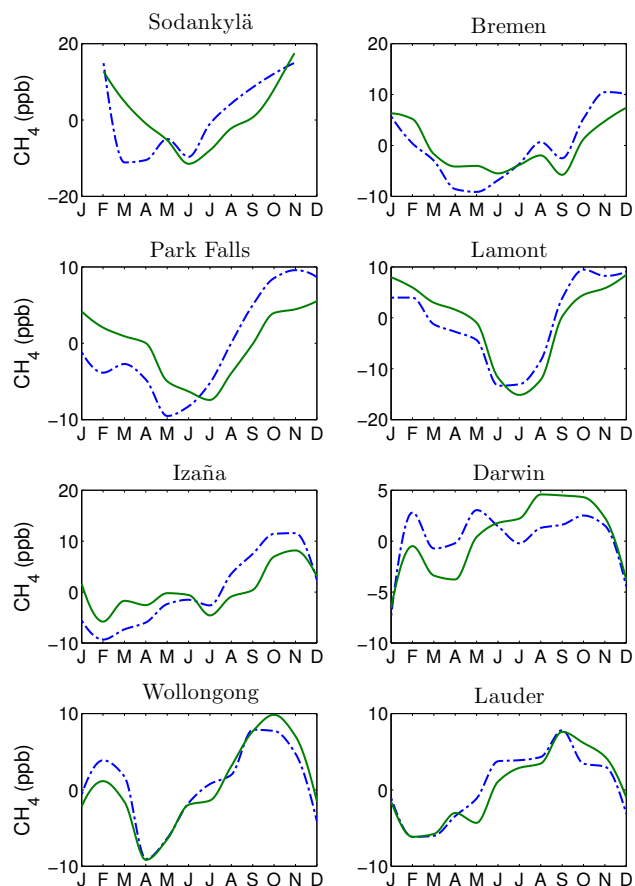 Sodankylä
Bremen
CH4 (ppb)
20
0
−20
J F M A M J J A S O N D
10
0
−10
J F M A M J J A S O N D
Park Falls
Lamont
CH4 (ppb)
10
0
−10
J F M A M J J A S O N D
10
0
−10
−20
J F M A M J J A S O N D
Izaña
Darwin
CH4 (ppb)
20
10
0
−10
J F M A M J J A S O N D
5
0
−5
−10
J F M A M J J A S O N D
Wollongong
Lauder
CH4 (ppb)
10
0
−10
J F M A M J J A S O N D
10
0
−10
J F M A M J J A S O N D